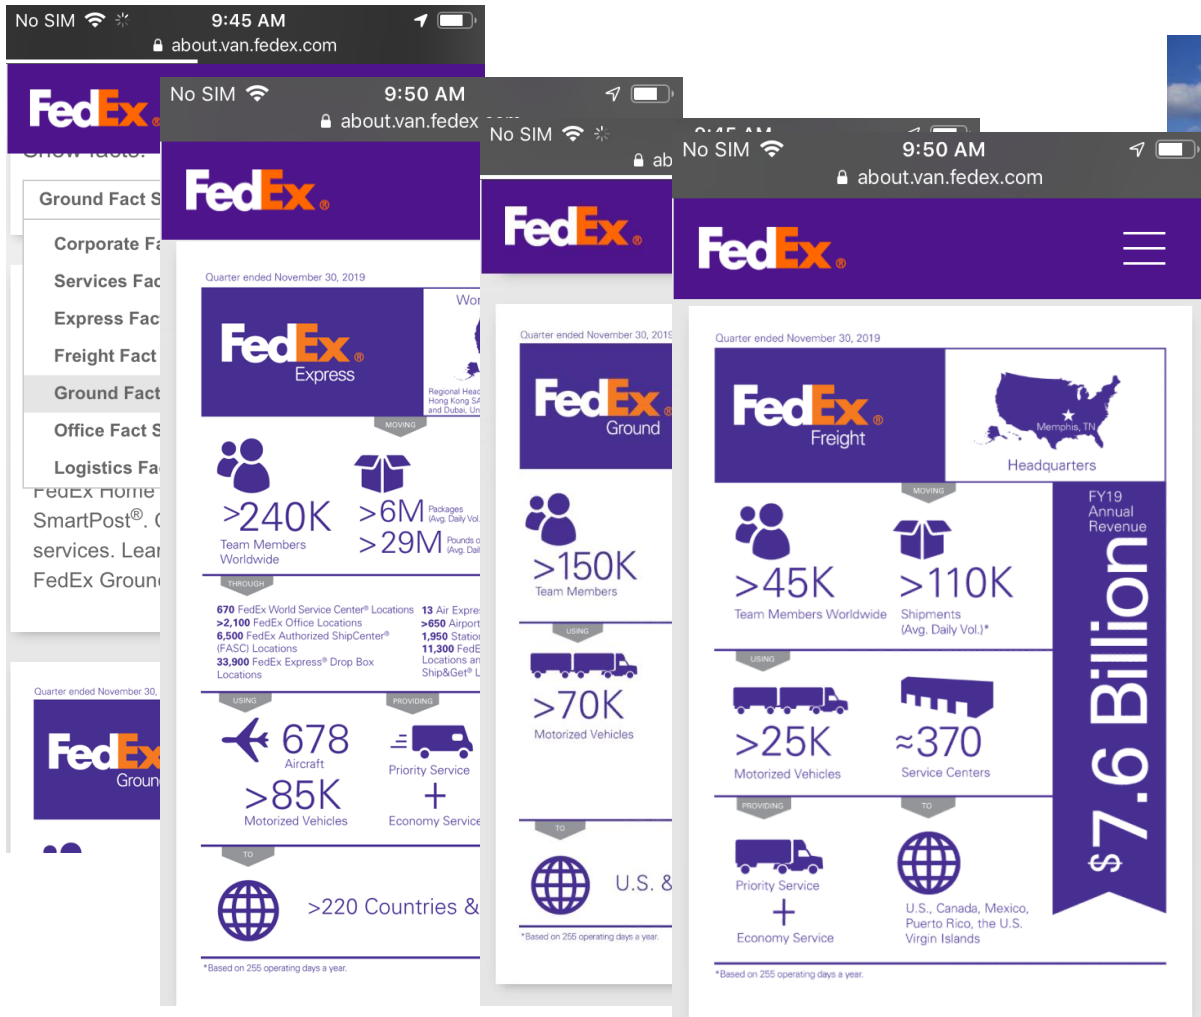 No SIM
9:45 AM
about.van.fedex.com
FedEx®
Show facts:
Ground Fact S
Corporate Fa
Services Fac
Express Fac
Freight Fact
Ground Fact
Office Fact S
Logistics Fa
FedEx Home
SmartPost®. (
services. Lear
FedEx Groun
Quarter ended November 30,
FedEx
Groun
No SIM
9:50 AM
about.van.fedex
FedEx®
Quarter ended November 30, 2019
FedEx®
Express
Wor
Regional Head
Hong Kong SA
and Dubai, Un
MOVING
>240K
Team Members
Worldwide
>6M Packages
(Avg. Daily Vol.
>29M Pounds o
(Avg. Dail
THROUGH
670 FedEx World Service Center® Locations
>2,100 FedEx Office Locations
6,500 FedEx Authorized ShipCenter®
(FASC) Locations
33,900 FedEx Express® Drop Box
Locations
13 Air Expre
>650 Airport
1,950 Statio
11,300 FedE
Locations an
Ship&Get® L
USING
678
Aircraft
>85K
Motorized Vehicles
PROVIDING
Priority Service
+
Economy Service
TO
>220 Countries &
*Based on 255 operating days a year.
No SIM
9:45 AM
ab
FedEx®
Quarter ended November 30, 2019
FedEx®
Ground
>150K
Team Members
USING
>70K
Motorized Vehicles
TO
U.S. &
*Based on 255 operating days a year.
No SIM
9:50 AM
about.van.fedex.com
FedEx®
Quarter ended November 30, 2019
FedEx®
Freight
Memphis, TN
Headquarters
MOVING
>45K
Team Members Worldwide
>110K
Shipments
(Avg. Daily Vol.)*
USING
>25K
Motorized Vehicles
≈370
Service Centers
PROVIDING
Priority Service
+
Economy Service
TO
U.S., Canada, Mexico,
Puerto Rico, the U.S.
Virgin Islands
FY19
Annual
Revenue
$7.6 Billion
*Based on 255 operating days a year.